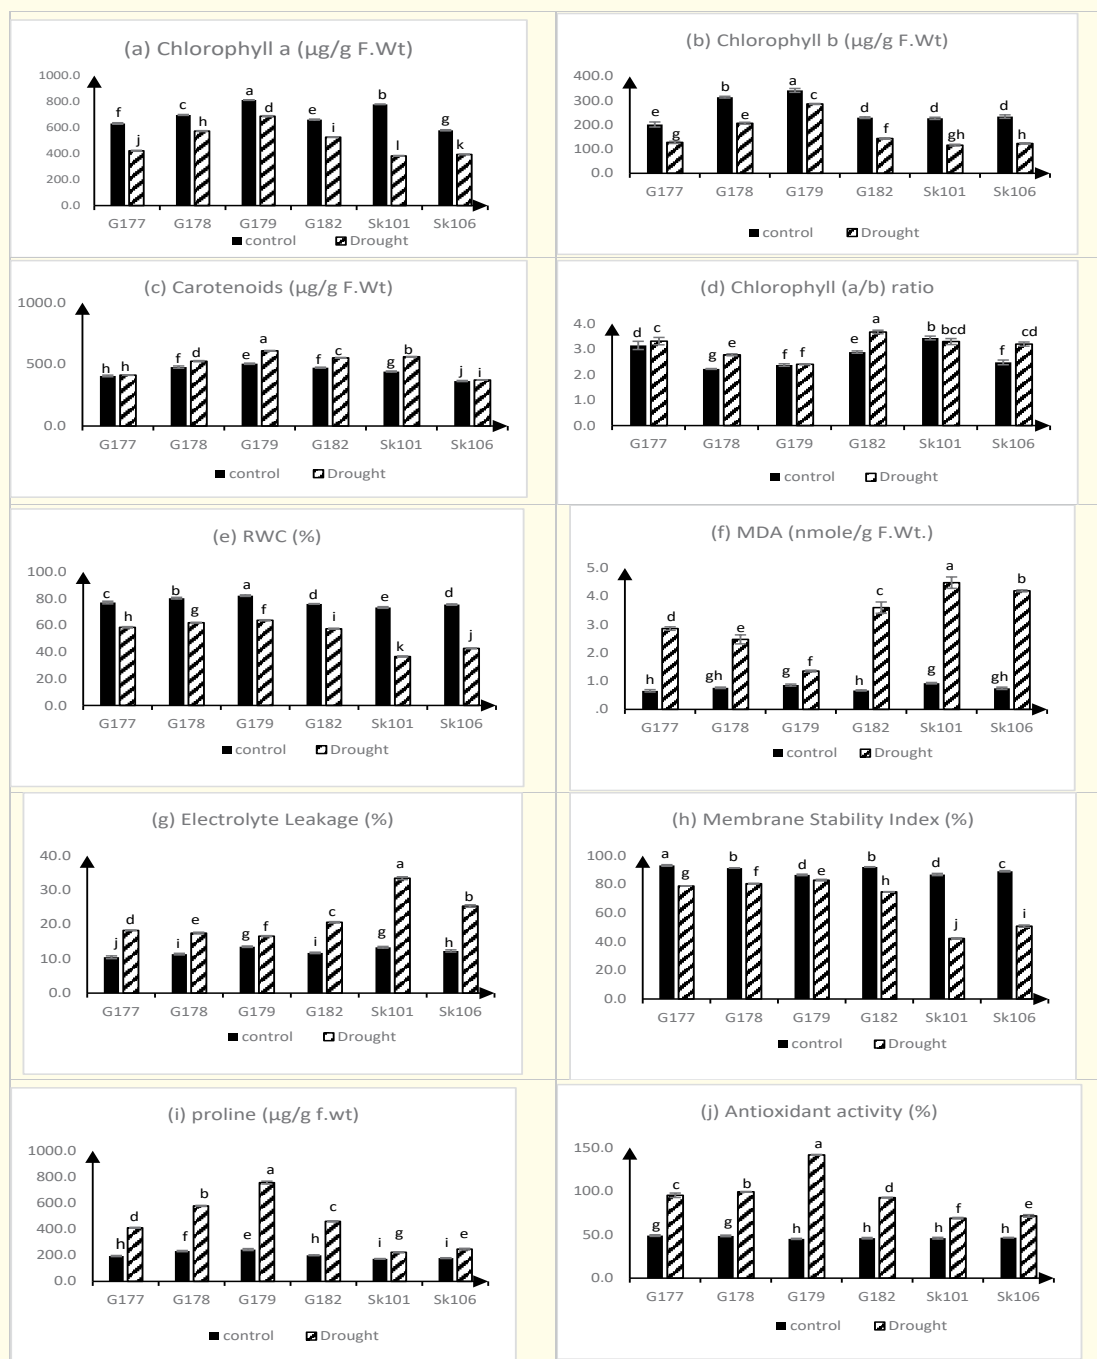 (a) Chlorophyll a (µg/g F.Wt)
1000.0
800.0
600.0
400.0
200.0
0.0
f j c h a d e i b l g k
G177 G178 G179 G182 Sk101 Sk106
control Drought
(b) Chlorophyll b (µg/g F.Wt)
400.0
300.0
200.0
100.0
0.0
e g b e a c d f d gh d h
G177 G178 G179 G182 Sk101 Sk106
control Drought
(c) Carotenoids (µg/g F.Wt)
1000.0
500.0
0.0
h h f d e a f c g b j i
G177 G178 G179 G182 Sk101 Sk106
control Drought
(d) Chlorophyll (a/b) ratio
4.0
3.0
2.0
1.0
0.0
d c g e f f e a b bcd f cd
G177 G178 G179 G182 Sk101 Sk106
control Drought
(e) RWC (%)
100.0
80.0
60.0
40.0
20.0
0.0
c h b g a f d i e k d j
G177 G178 G179 G182 Sk101 Sk106
control Drought
(f) MDA (nmole/g F.Wt.)
5.0
4.0
3.0
2.0
1.0
.0
h d gh e g f h c g a gh b
G177 G178 G179 G182 Sk101 Sk106
control Drought
(g) Electrolyte Leakage (%)
40.0
30.0
20.0
10.0
0.0
j d i e g f i c g a h b
G177 G178 G179 G182 Sk101 Sk106
control Drought
(h) Membrane Stability Index (%)
100.0
80.0
60.0
40.0
20.0
0.0
a g b f d e b h d j c i
G177 G178 G179 G182 Sk101 Sk106
control Drought
(i) proline (µg/g f.wt)
1000.0
800.0
600.0
400.0
200.0
0.0
h d f b e a h c i g i e
G177 G178 G179 G182 Sk101 Sk106
control Drought
(j) Antioxidant activity (%)
150.0
100.0
50.0
0.0
g c g b h a h d h f h e
G177 G178 G179 G182 Sk101 Sk106
control Drought